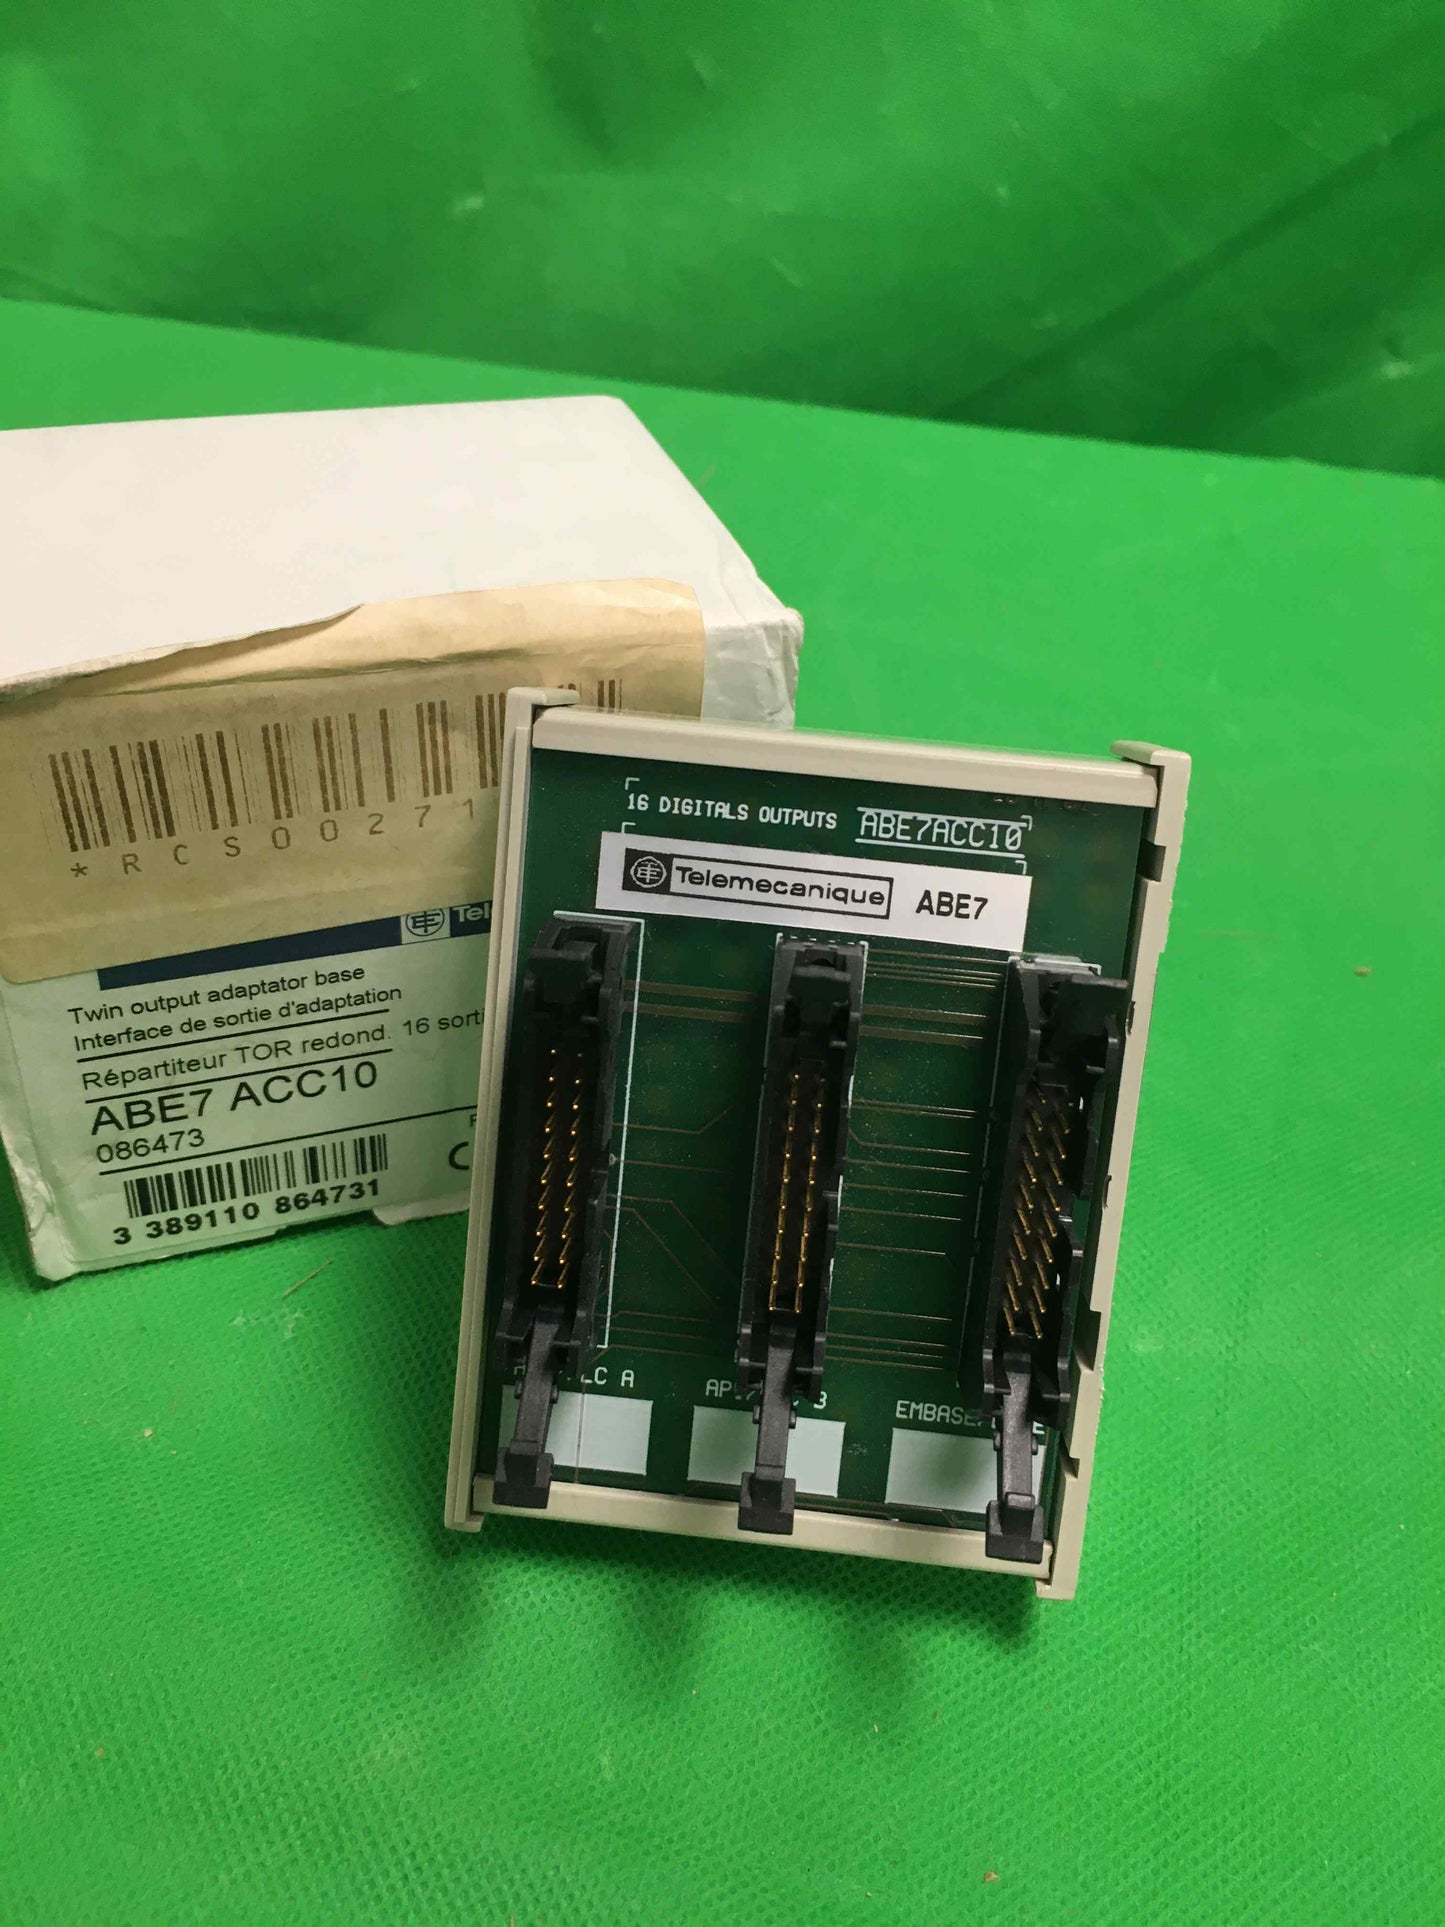 *RCS00271
Tel
Twin output adaptator base
Interface de sortie d'adaptation
Répartiteur TOR redond. 16 sorti
ABE7 ACC10
086473
3 389110 864731
16 DIGITALS OUTPUTS ABE7ACC10
Telemecanique ABE7
A
B